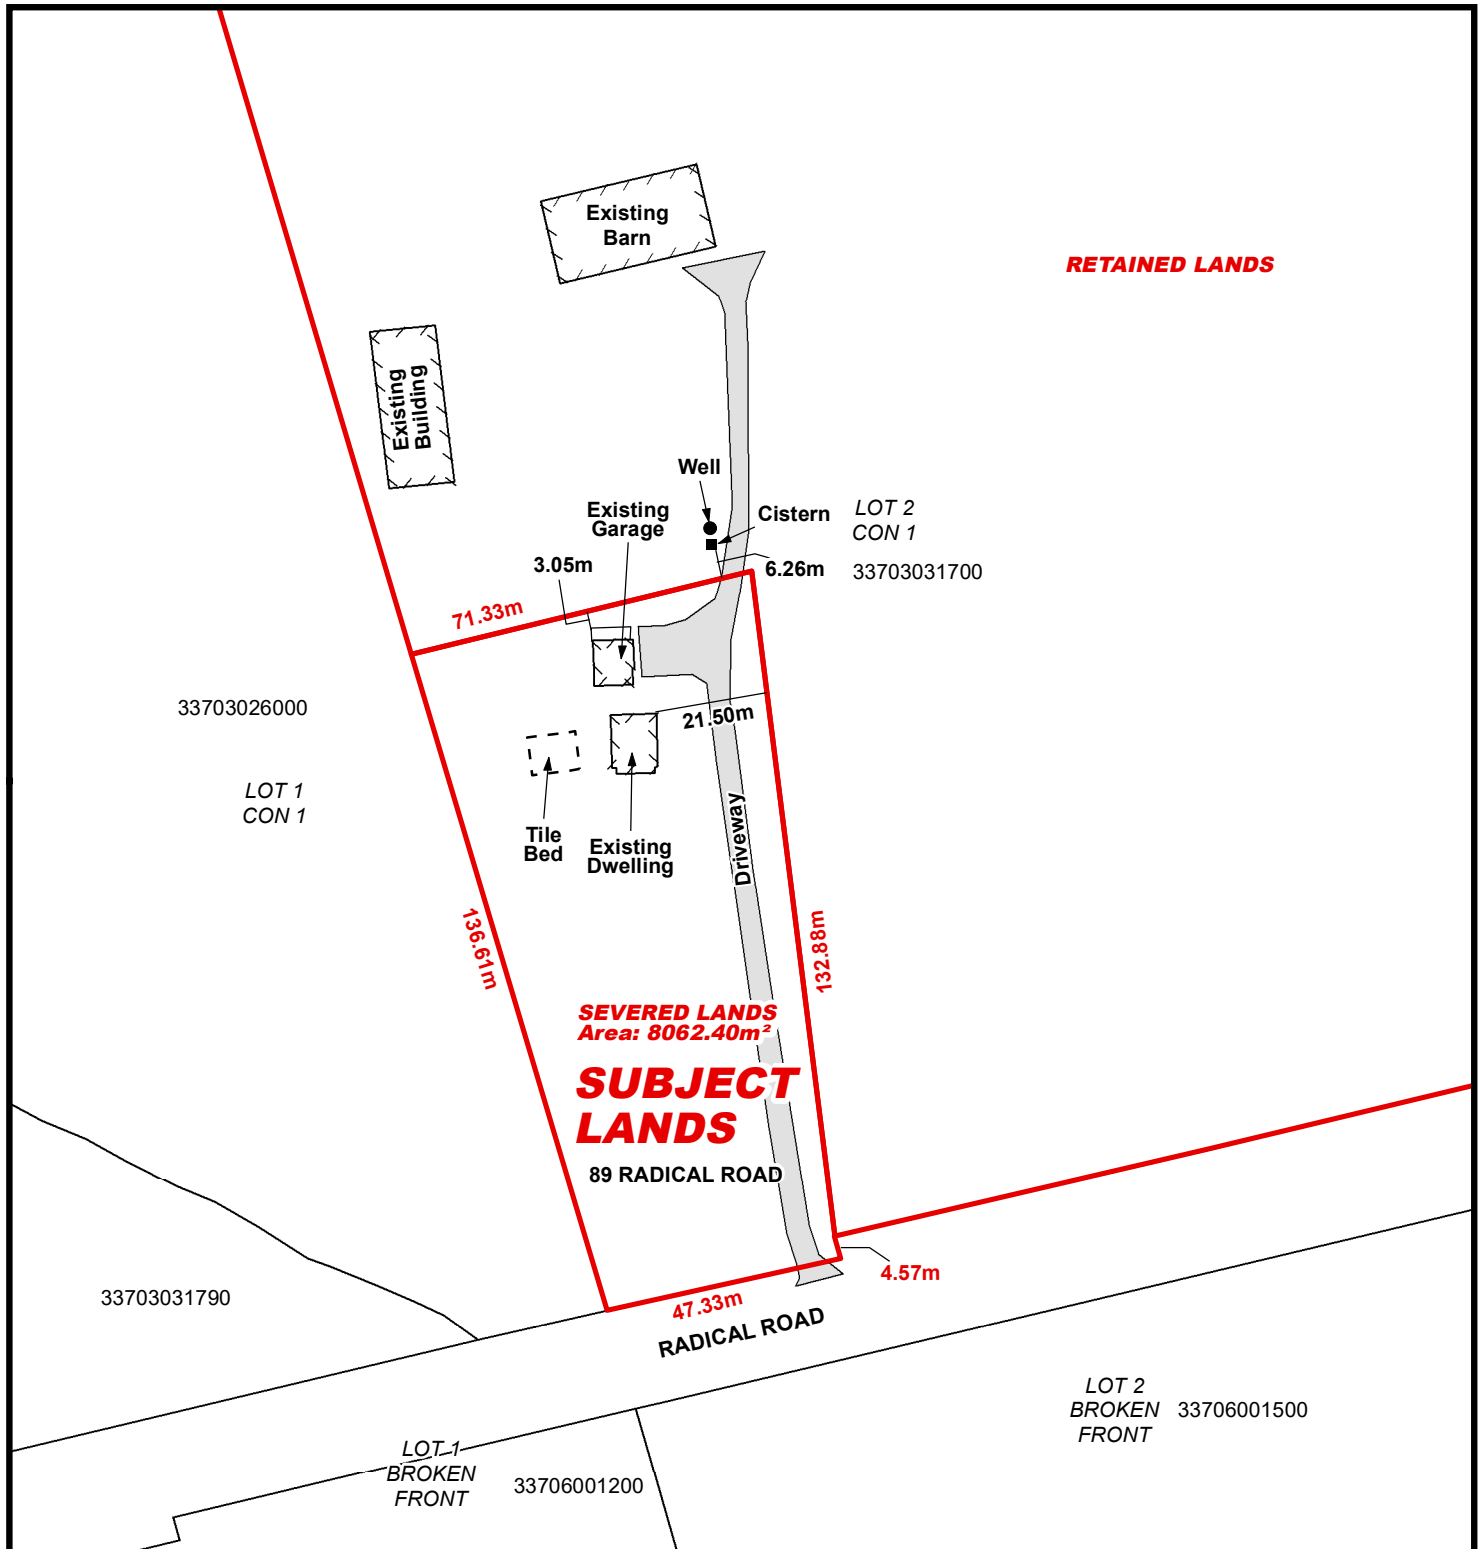 Existing
Barn
RETAINED LANDS
Existing
Building
Well
Existing
Garage
Cistern
LOT 2
CON 1
3.05m
6.26m
33703031700
71.33m
33703026000
21.50m
LOT 1
CON 1
Driveway
Tile
Bed
Existing
Dwelling
136.61m
132.88m
SEVERED LANDS
Area: 8062.40m²
SUBJECT
LANDS
89 RADICAL ROAD
4.57m
33703031790
47.33m
RADICAL ROAD
LOT 2
BROKEN
FRONT
33706001500
LOT 1
BROKEN
FRONT
33706001200